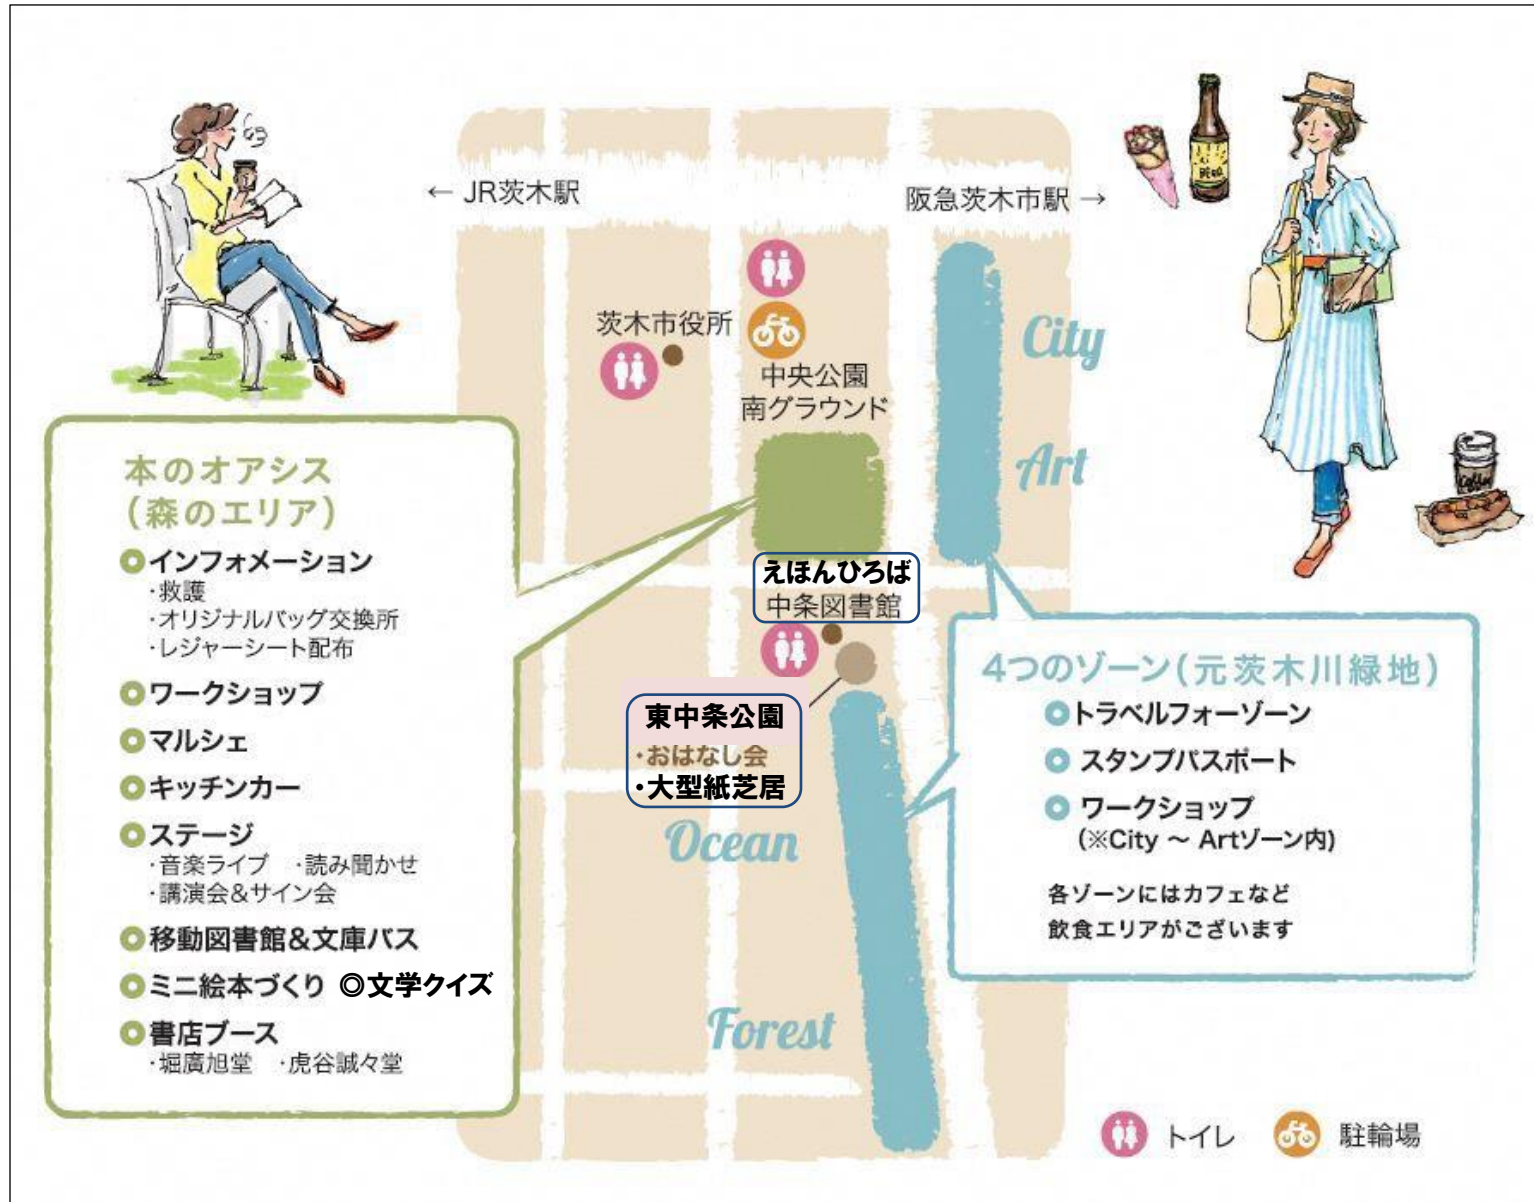 ← JR茨木駅
阪急茨木市駅 →
BEER
茨木市役所
中央公園
南グラウンド
City
Art
Coffee
本のオアシス
(森のエリア)
インフォメーション
・救護
・オリジナルバッグ交換所
・レジャーシート配布
ワークショップ
マルシェ
キッチンカー
ステージ
・音楽ライブ ・読み聞かせ
・講演会&サイン会
移動図書館&文庫バス
ミニ絵本づくり ◎文学クイズ
書店ブース
・堀廣旭堂 ・虎谷誠々堂
えほんひろば
中条図書館
東中条公園
・おはなし会
・大型紙芝居
Ocean
Forest
4つのゾーン(元茨木川緑地)
トラベルフォーゾーン
スタンプパスポート
ワークショップ
(※City ～ Artゾーン内)
各ゾーンにはカフェなど
飲食エリアがございます
トイレ
駐輪場